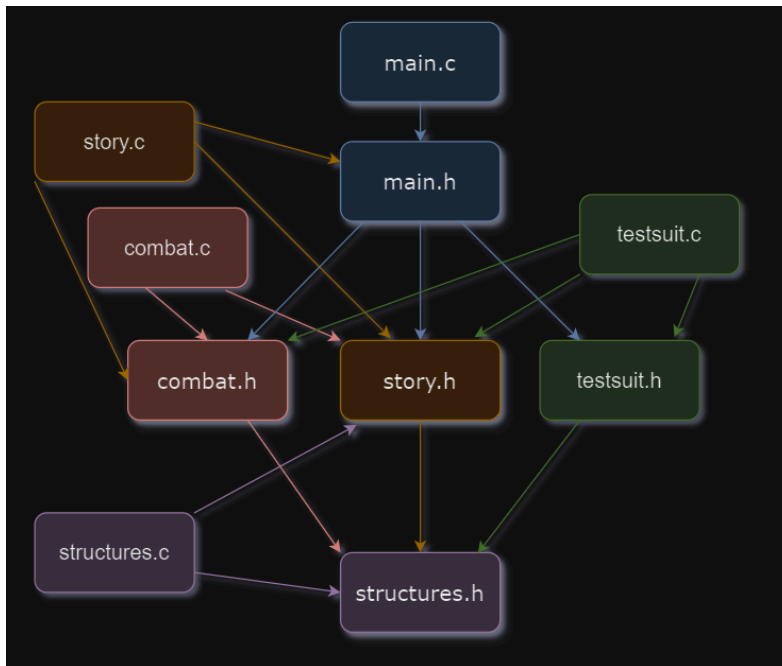 main.c
story.c
main.h
combat.c
testsuit.c
combat.h
story.h
testsuit.h
structures.c
structures.h